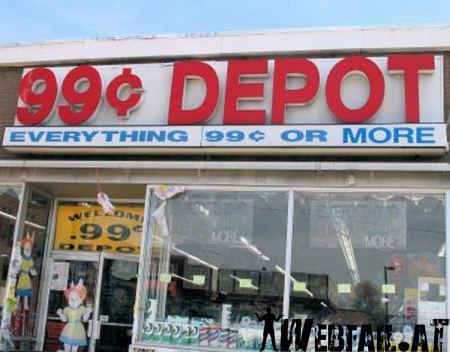 99¢ DEPOT
EVERYTHING 99¢ OR MORE
WELCOME
99¢
DEPOT
MORE
MORE
WEBFAIL.AT